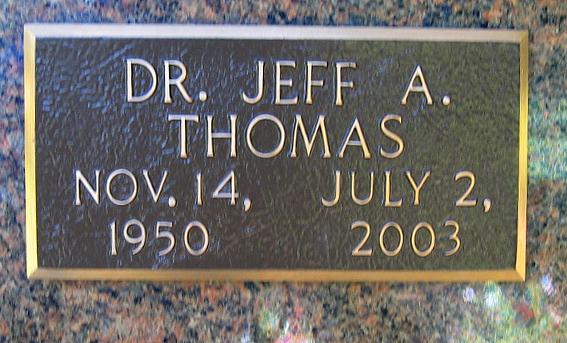 DR. JEFF A.
THOMAS
NOV. 14, JULY 2,
1950 2003